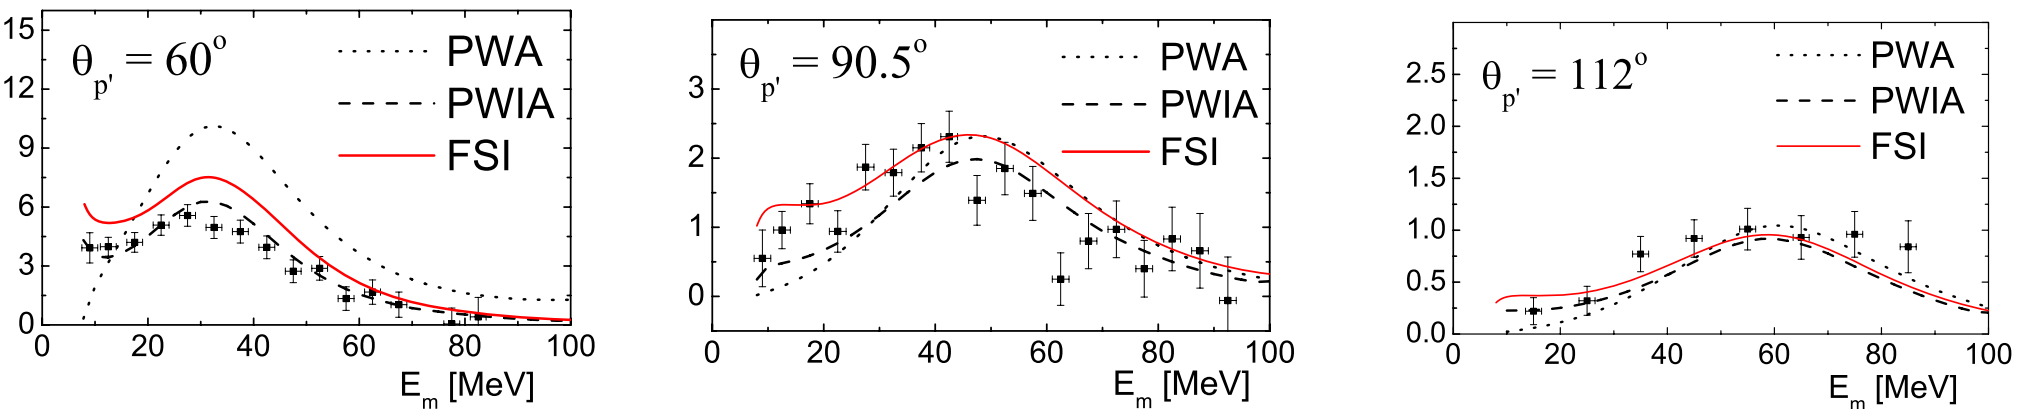 θp' = 60°
PWA
PWIA
FSI
15
12
9
6
3
0
0 20 40 60 80 100
Em [MeV]
θp' = 90.5°
PWA
PWIA
FSI
3
2
1
0
0 20 40 60 80 100
Em [MeV]
θp' = 112°
PWA
PWIA
FSI
2.5
2.0
1.5
1.0
0.5
0.0
0 20 40 60 80 100
Em [MeV]